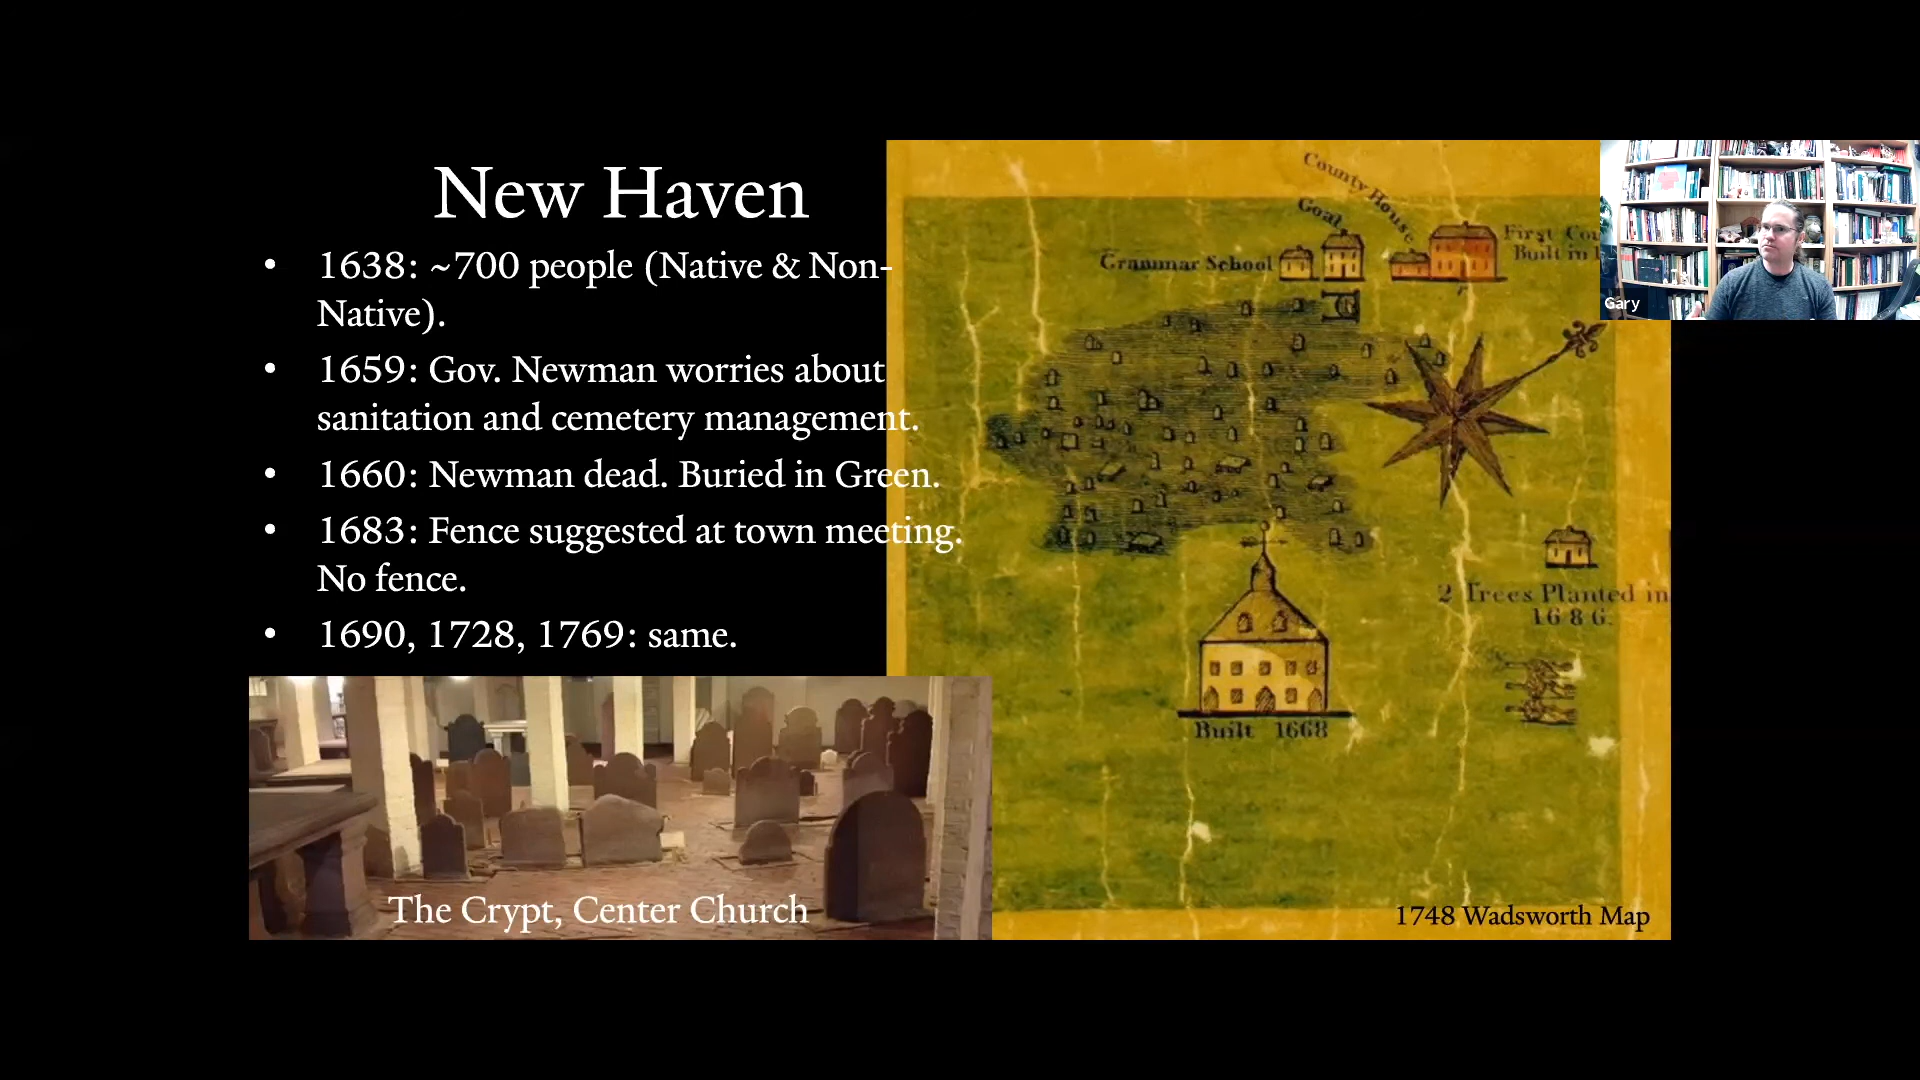 New Haven
• 1638: ~700 people (Native & Non-
Native).
• 1659: Gov. Newman worries about
sanitation and cemetery management.
• 1660: Newman dead. Buried in Green.
• 1683: Fence suggested at town meeting.
No fence.
• 1690, 1728, 1769: same.
The Crypt, Center Church
County House
Goal
Grammar School
First Cou
Built in 1
2 Trees Planted in
1686.
Built 1668
1748 Wadsworth Map
Gary